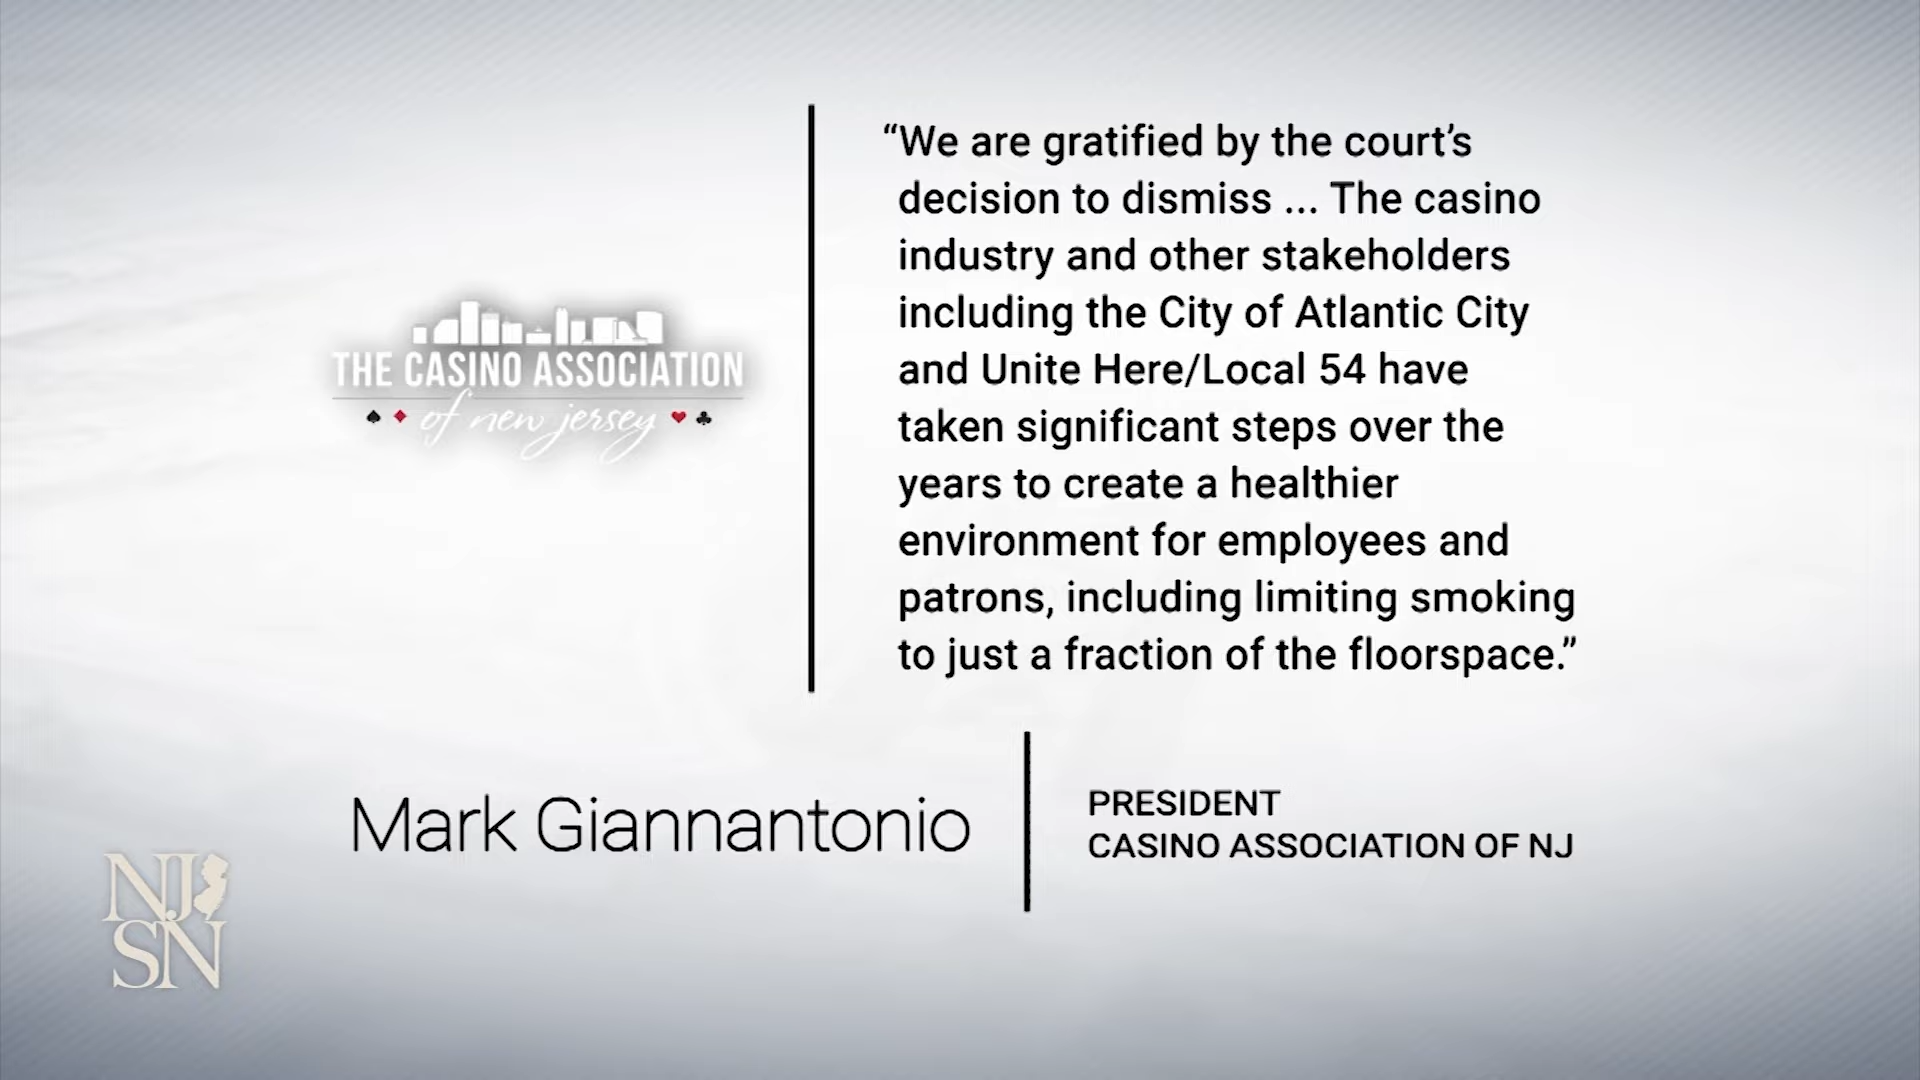 “We are gratified by the court’s
decision to dismiss ... The casino
industry and other stakeholders
including the City of Atlantic City
and Unite Here/Local 54 have
taken significant steps over the
years to create a healthier
environment for employees and
patrons, including limiting smoking
to just a fraction of the floorspace.”
THE CASINO ASSOCIATION
of new jersey
Mark Giannantonio
PRESIDENT
CASINO ASSOCIATION OF NJ
NJ
SN